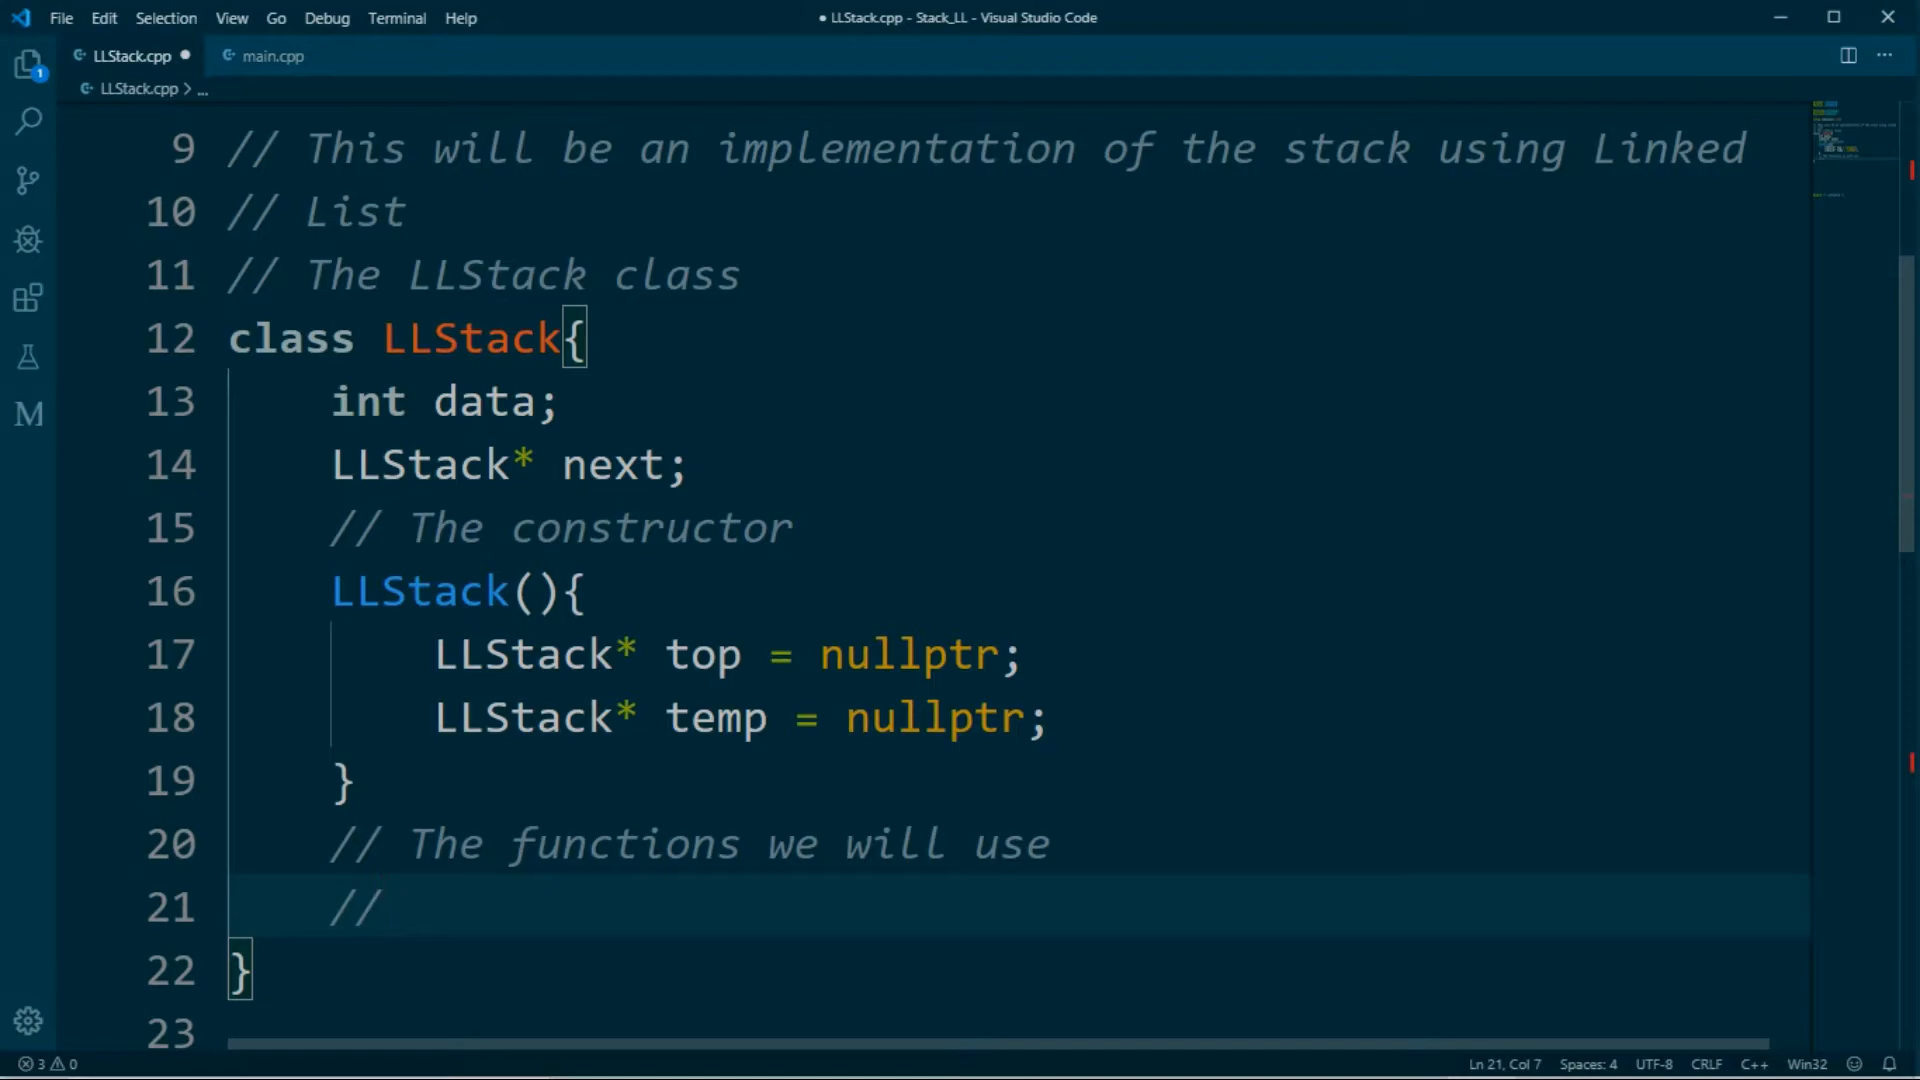 File Edit Selection View Go Debug Terminal Help
● LLStack.cpp - Stack_LL - Visual Studio Code
LLStack.cpp ●
main.cpp
LLStack.cpp > ...
1
9 // This will be an implementation of the stack using Linked
10 // List
11 // The LLStack class
12 class LLStack{
13 int data;
14 LLStack* next;
15 // The constructor
16 LLStack(){
17 LLStack* top = nullptr;
18 LLStack* temp = nullptr;
19 }
20 // The functions we will use
21 //
22 }
23
M
3 0
Ln 21, Col 7 Spaces: 4 UTF-8 CRLF C++ Win32